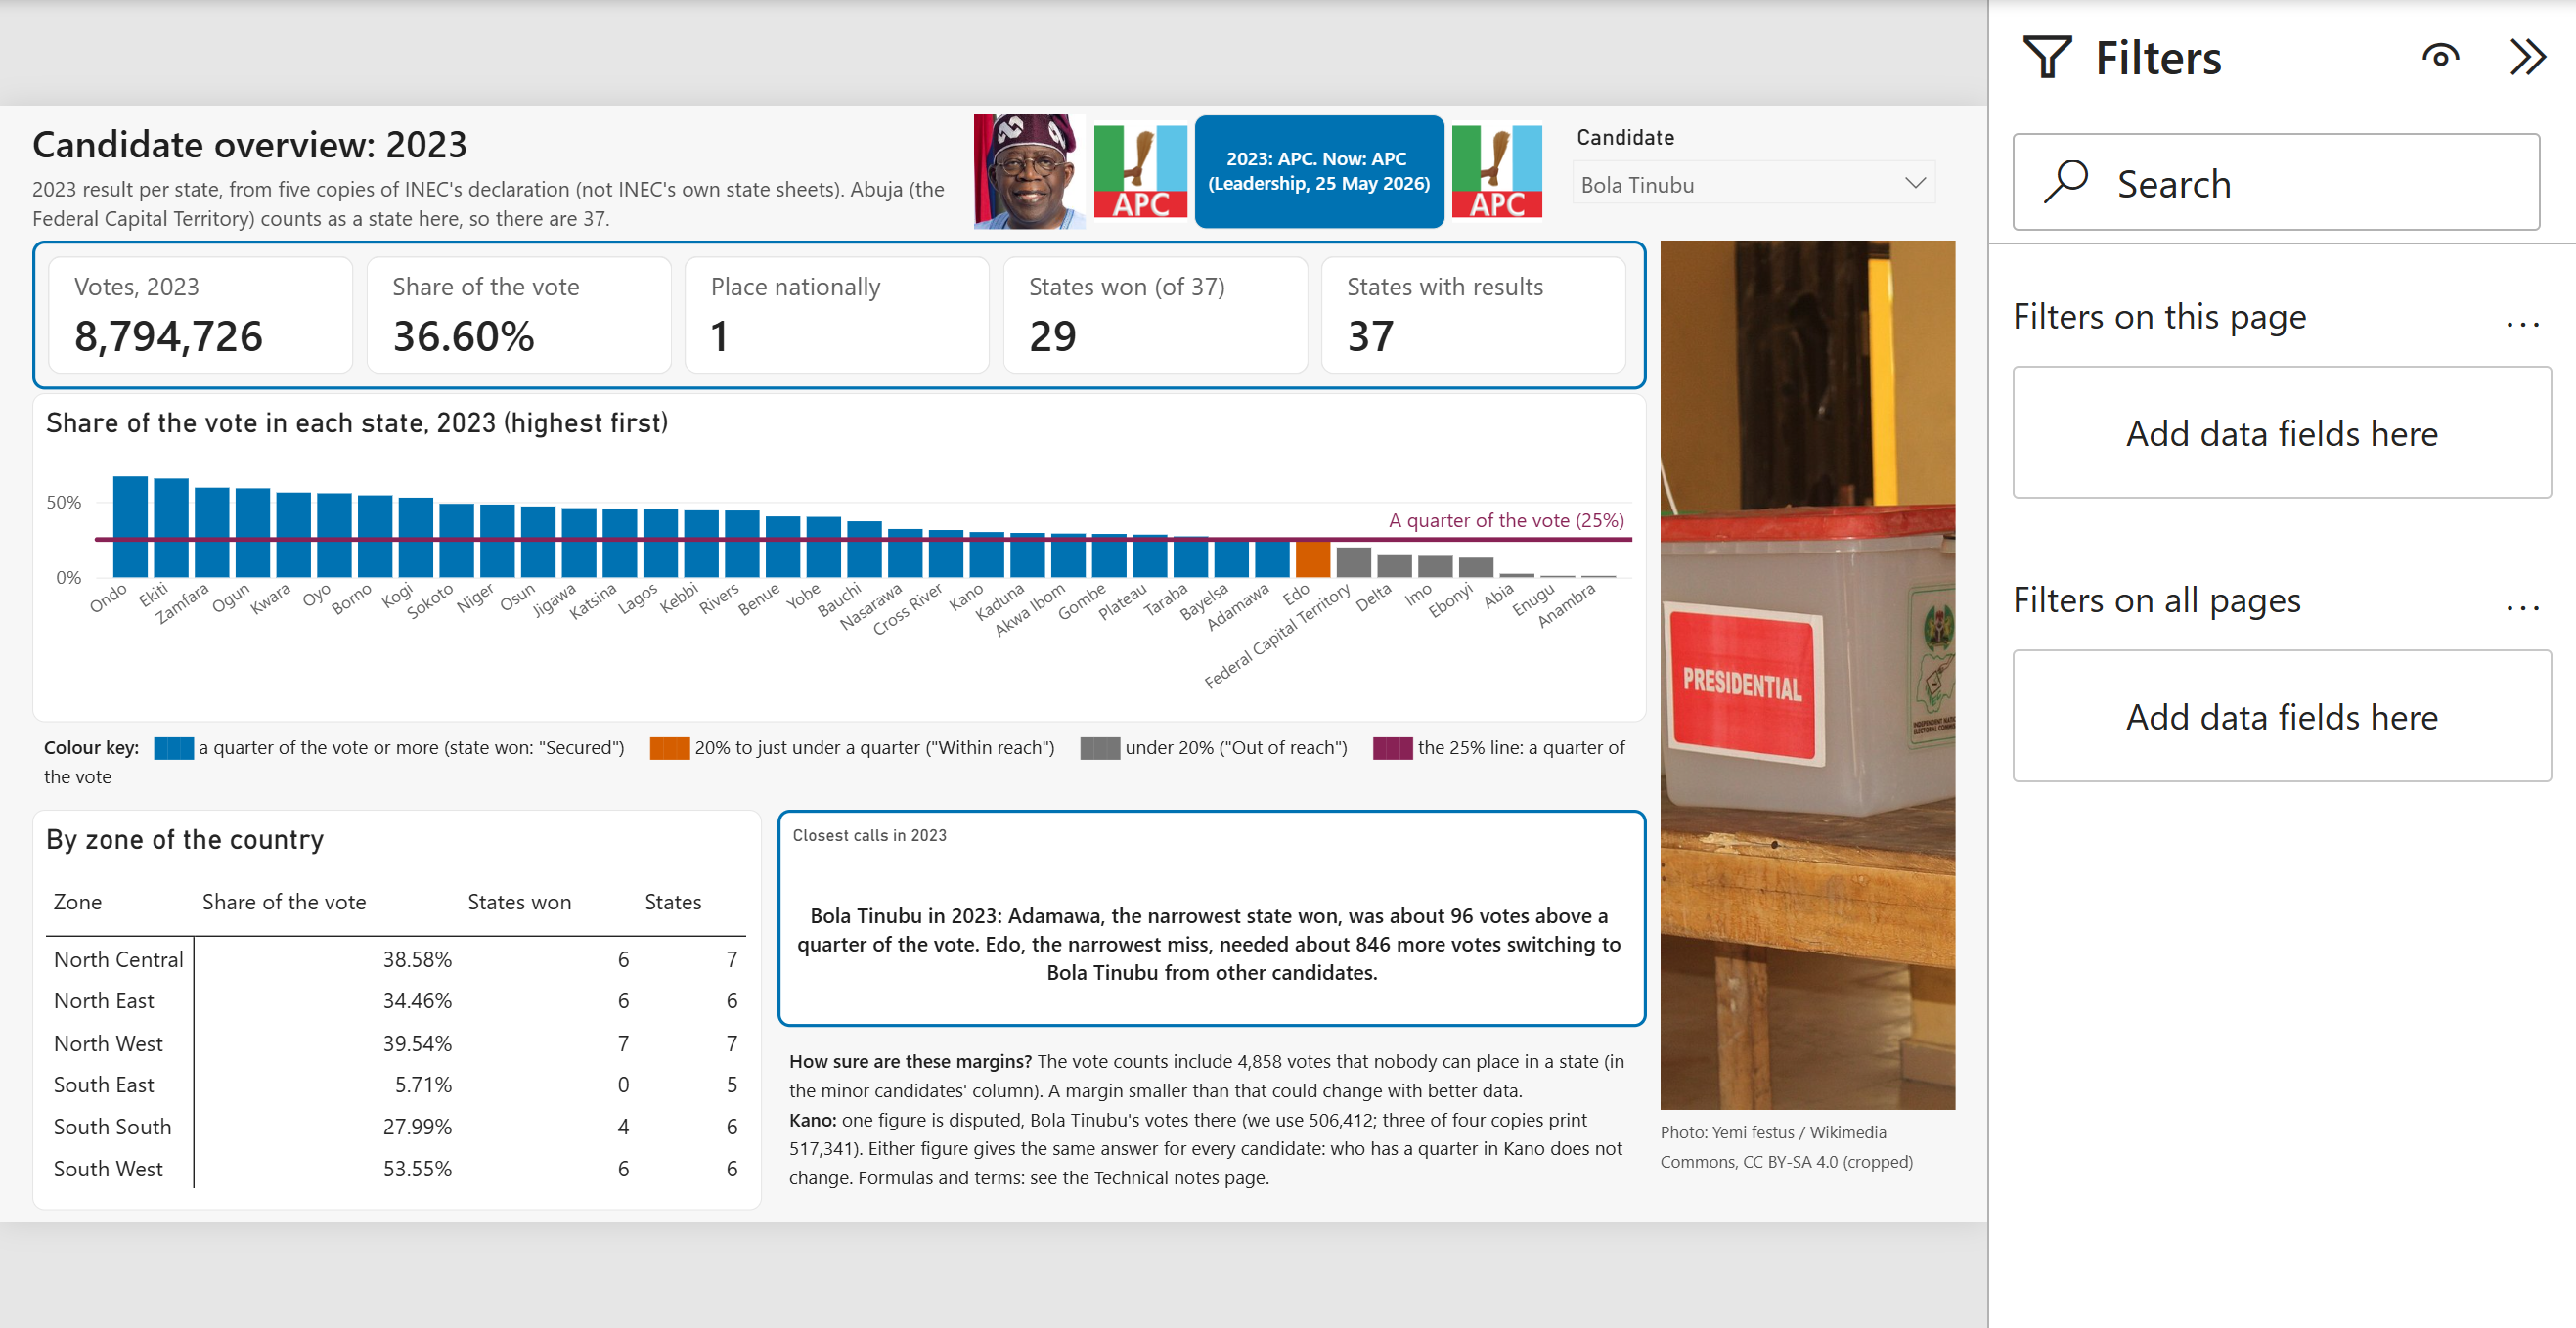 Filters
Search
Filters on this page
...
Add data fields here
Filters on all pages
...
Add data fields here
Candidate overview: 2023
2023 result per state, from five copies of INEC's declaration (not INEC's own state sheets). Abuja (the
Federal Capital Territory) counts as a state here, so there are 37.
APC
2023: APC. Now: APC
(Leadership, 25 May 2026)
APC
Candidate
Bola Tinubu
Votes, 2023
8,794,726
Share of the vote
36.60%
Place nationally
1
States won (of 37)
29
States with results
37
Share of the vote in each state, 2023 (highest first)
50%
0%
A quarter of the vote (25%)
Ondo
Ekiti
Zamfara
Ogun
Kwara
Oyo
Borno
Kogi
Sokoto
Niger
Osun
Jigawa
Katsina
Lagos
Kebbi
Rivers
Benue
Yobe
Bauchi
Nasarawa
Cross River
Kano
Kaduna
Akwa Ibom
Gombe
Plateau
Taraba
Bayelsa
Adamawa
Edo
Federal Capital Territory
Delta
Imo
Ebonyi
Abia
Enugu
Anambra
Colour key: a quarter of the vote or more (state won: "Secured") 20% to just under a quarter ("Within reach") under 20% ("Out of reach") the 25% line: a quarter of
the vote
By zone of the country
Zone Share of the vote States won States
North Central 38.58% 6 7
North East 34.46% 6 6
North West 39.54% 7 7
South East 5.71% 0 5
South South 27.99% 4 6
South West 53.55% 6 6
Closest calls in 2023
Bola Tinubu in 2023: Adamawa, the narrowest state won, was about 96 votes above a
quarter of the vote. Edo, the narrowest miss, needed about 846 more votes switching to
Bola Tinubu from other candidates.
How sure are these margins? The vote counts include 4,858 votes that nobody can place in a state (in
the minor candidates' column). A margin smaller than that could change with better data.
Kano: one figure is disputed, Bola Tinubu's votes there (we use 506,412; three of four copies print
517,341). Either figure gives the same answer for every candidate: who has a quarter in Kano does not
change. Formulas and terms: see the Technical notes page.
PRESIDENTIAL
Photo: Yemi festus / Wikimedia
Commons, CC BY-SA 4.0 (cropped)